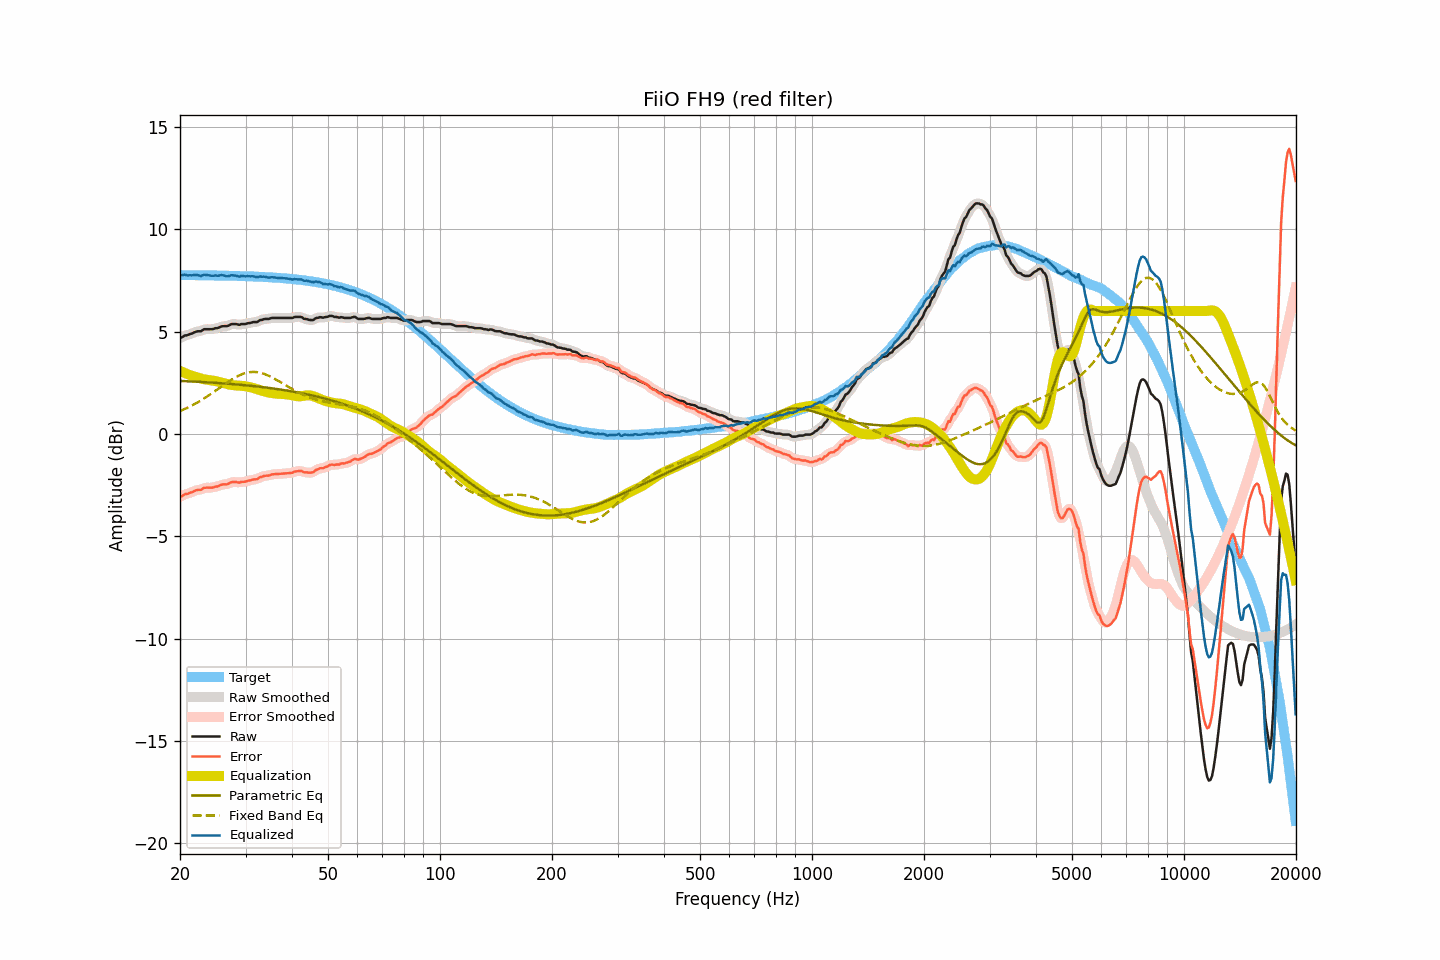 FiiO FH9 (red filter)
15
10
5
0
−5
−10
−15
−20
Amplitude (dBr)
Target
Raw Smoothed
Error Smoothed
Raw
Error
Equalization
Parametric Eq
Fixed Band Eq
Equalized
20 50 100 200 500 1000 2000 5000 10000 20000
Frequency (Hz)